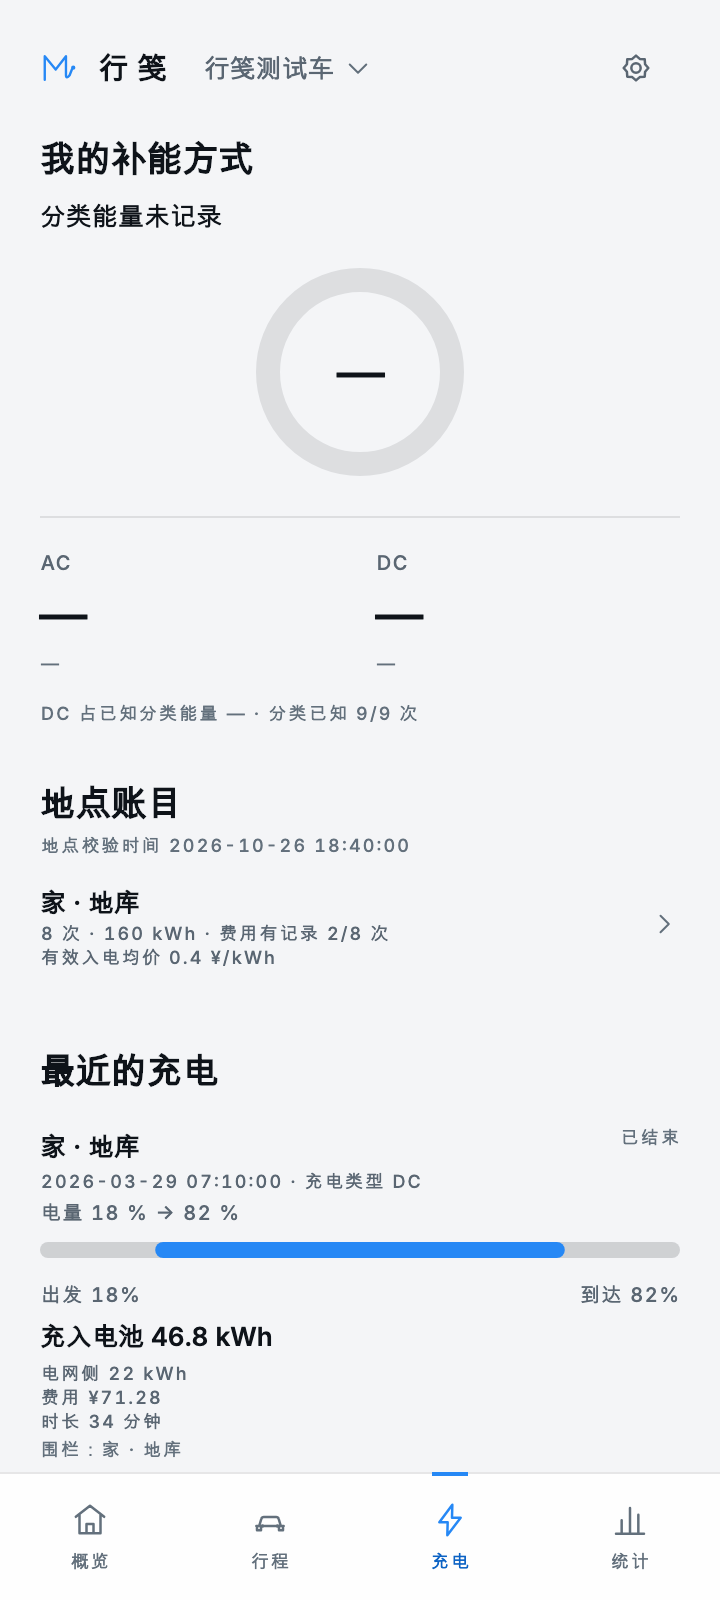 行笺 行笺测试车
我的补能方式
分类能量未记录
—
AC DC
— —
— —
DC 占已知分类能量 — · 分类已知 9/9 次
地点账目
地点校验时间 2026-10-26 18:40:00
家 · 地库
8 次 · 160 kWh · 费用有记录 2/8 次
有效入电均价 0.4 ¥/kWh
最近的充电
家 · 地库 已结束
2026-03-29 07:10:00 · 充电类型 DC
电量 18 % → 82 %
出发 18% 到达 82%
充入电池 46.8 kWh
电网侧 22 kWh
费用 ¥71.28
时长 34 分钟
围栏：家 · 地库
概览 行程 充电 统计